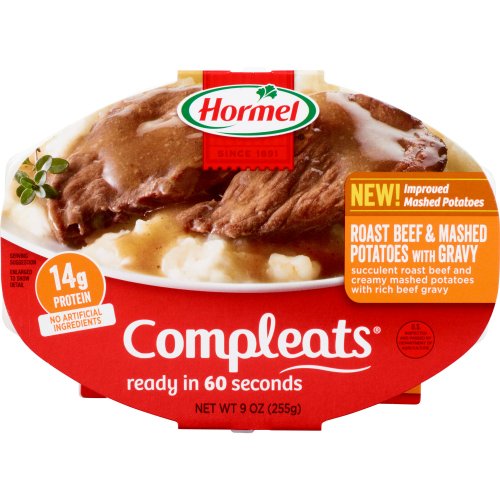 Hormel
SINCE 1891
NEW! Improved
Mashed Potatoes
ROAST BEEF & MASHED
POTATOES WITH GRAVY
succulent roast beef and
creamy mashed potatoes
with rich beef gravy
SERVING
SUGGESTION
ENLARGED
TO SHOW
DETAIL
14g
PROTEIN
NO ARTIFICIAL
INGREDIENTS
Compleats®
ready in 60 seconds
NET WT 9 OZ (255g)